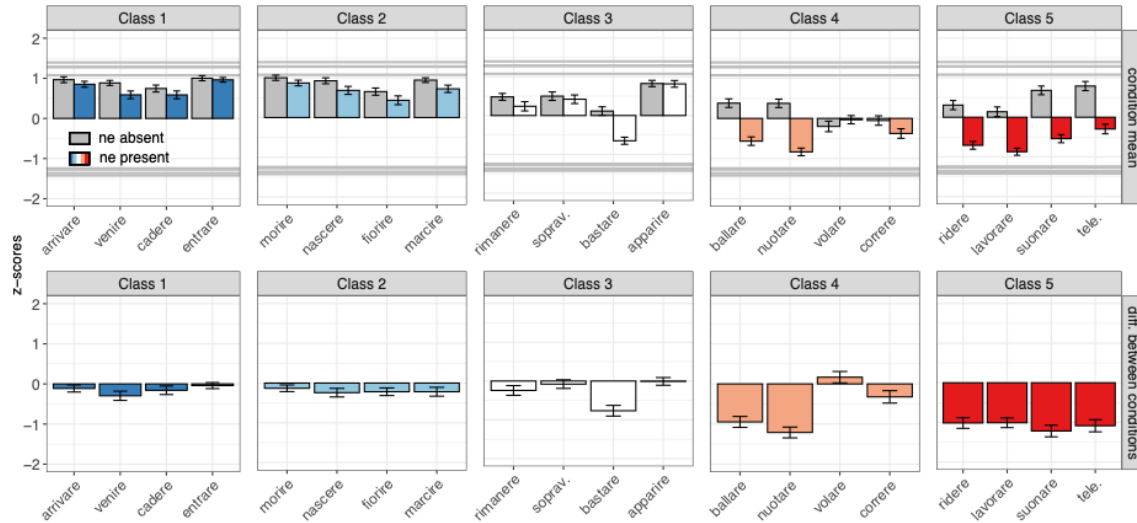 Class 1 Class 2 Class 3 Class 4 Class 5
2
1
0
−1
−2
ne absent
ne present
condition mean
arrivare venire cadere entrare morire nascere fiorire marcire rimanere soprav. bastare apparire ballare nuotare volare correre ridere lavorare suonare tele.
z−scores
Class 1 Class 2 Class 3 Class 4 Class 5
2
1
0
−1
−2
diff. between conditions
arrivare venire cadere entrare morire nascere fiorire marcire rimanere soprav. bastare apparire ballare nuotare volare correre ridere lavorare suonare tele.